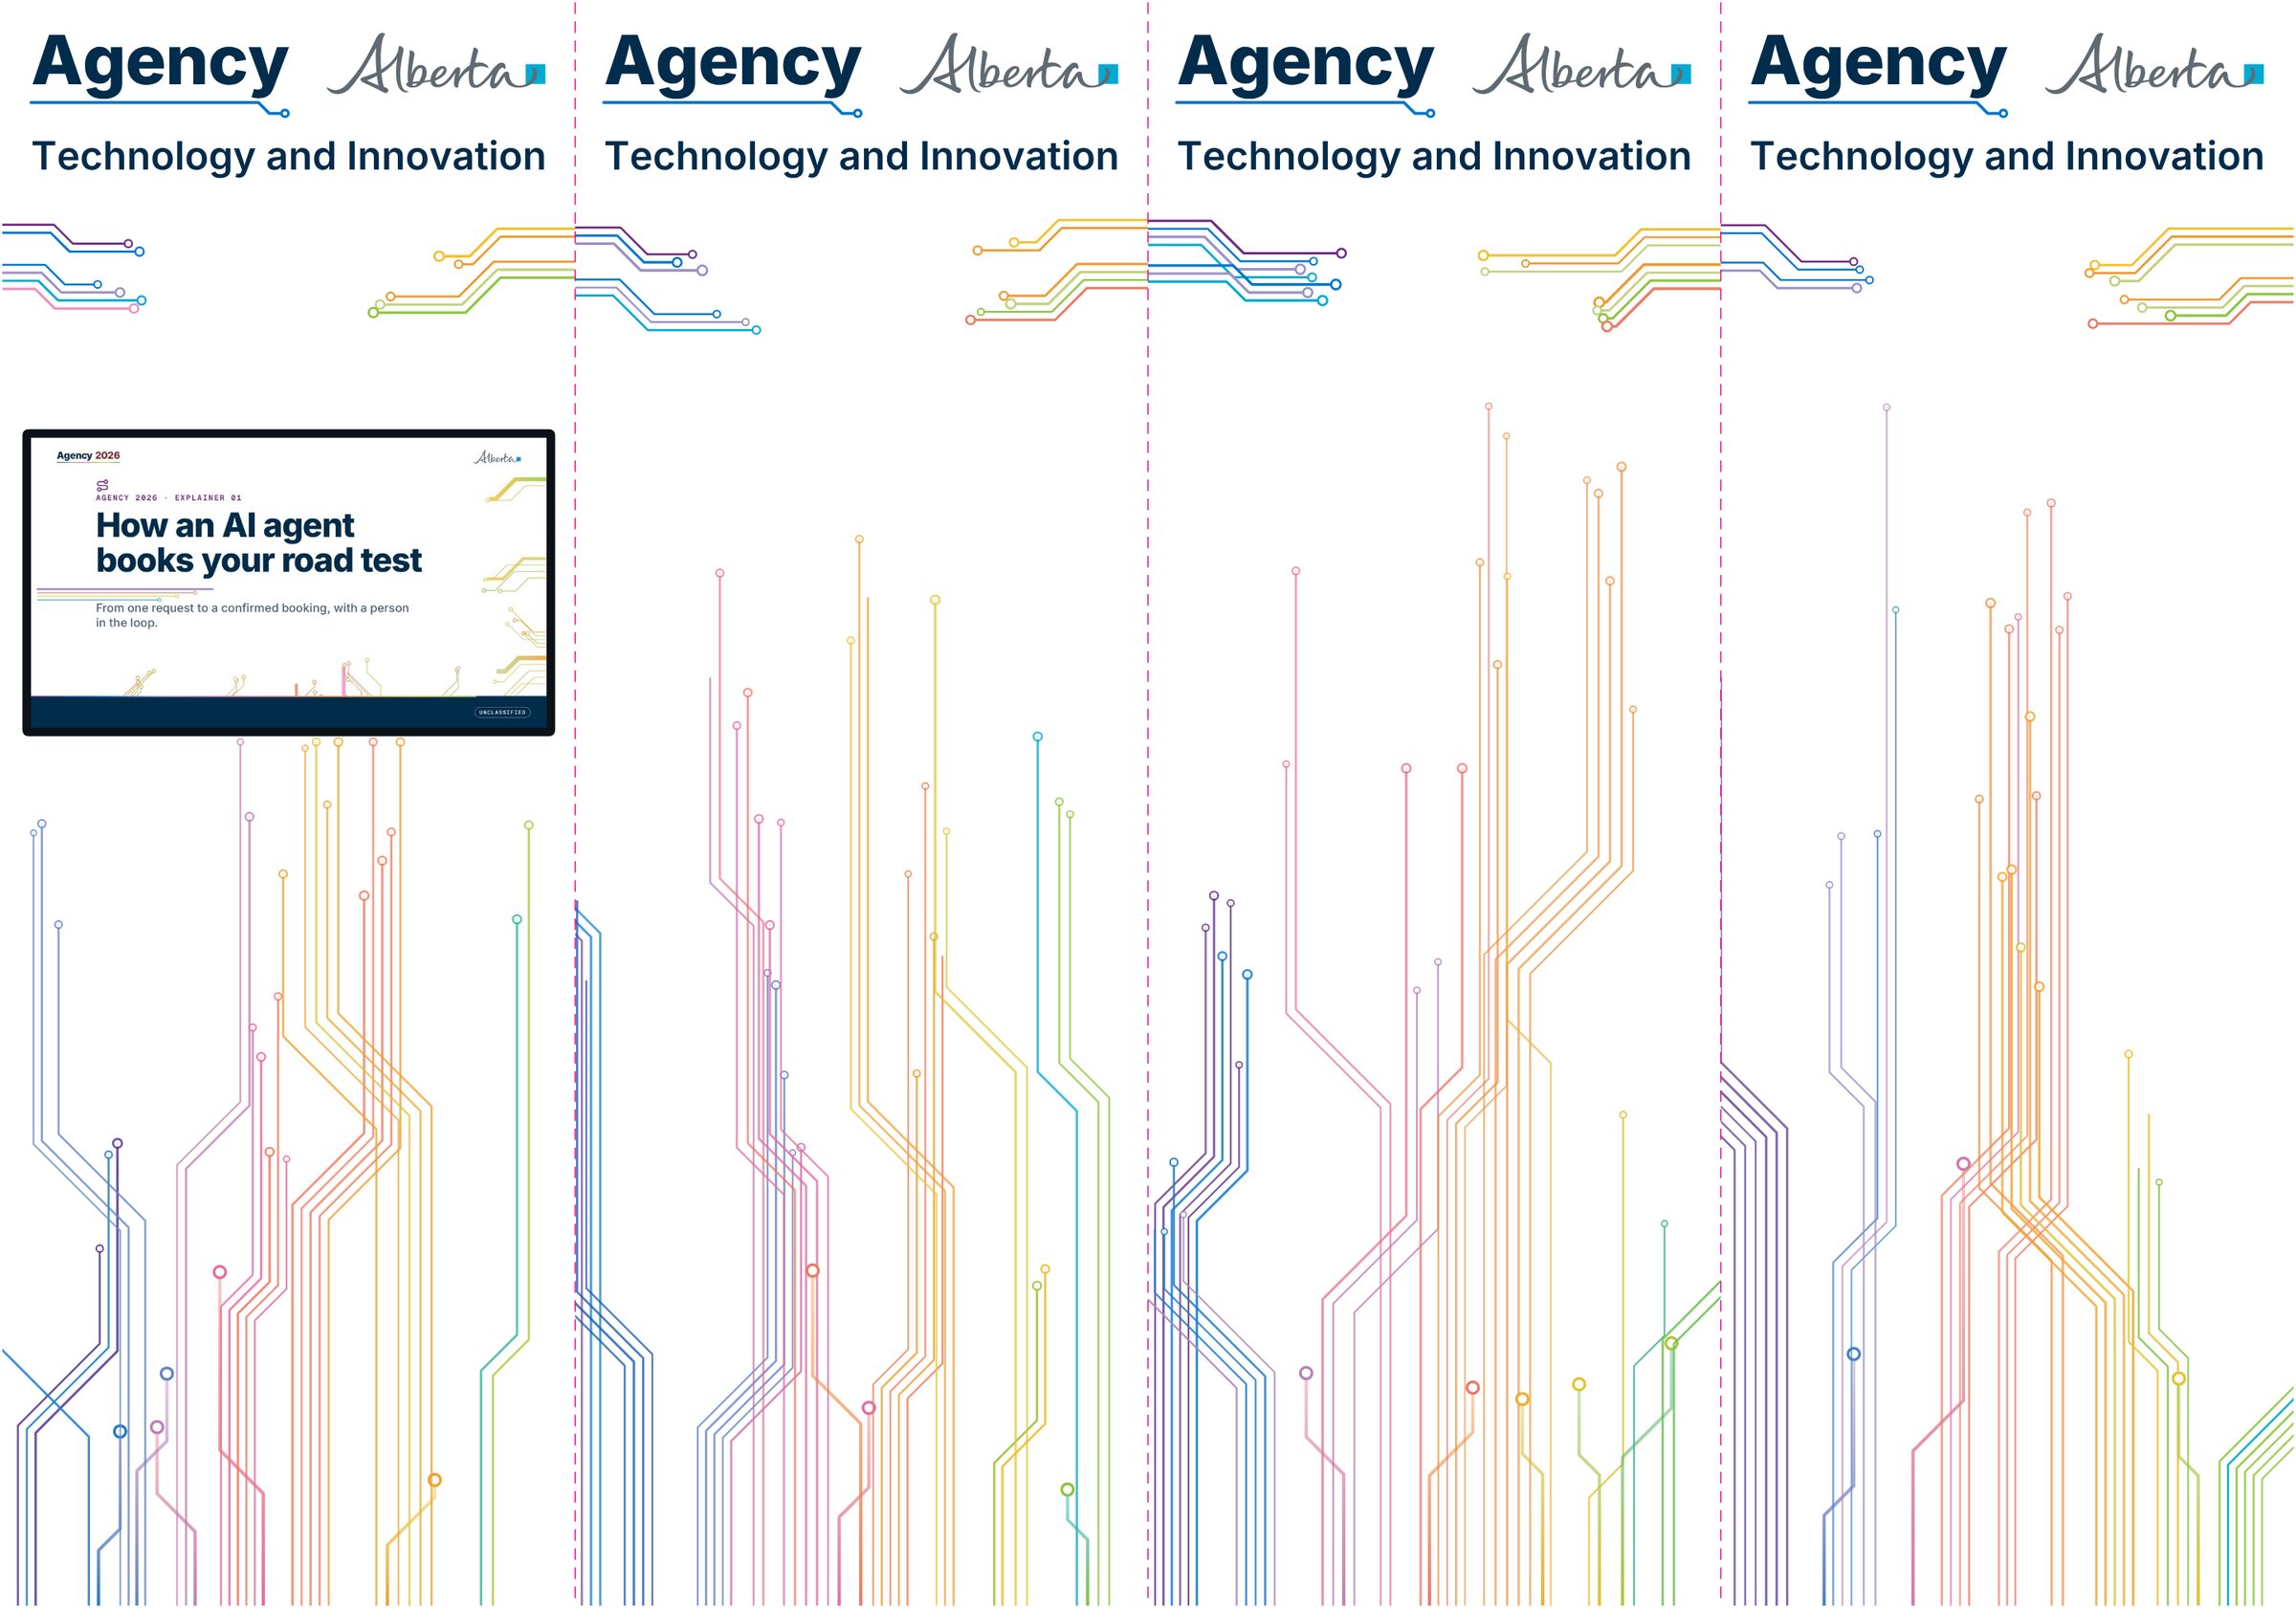 Agency Alberta
Technology and Innovation
Agency Alberta
Technology and Innovation
Agency Alberta
Technology and Innovation
Agency Alberta
Technology and Innovation
Agency 2026 Alberta
AGENCY 2026 · EXPLAINER 01
How an AI agent
books your road test
From one request to a confirmed booking, with a person
in the loop.
UNCLASSIFIED